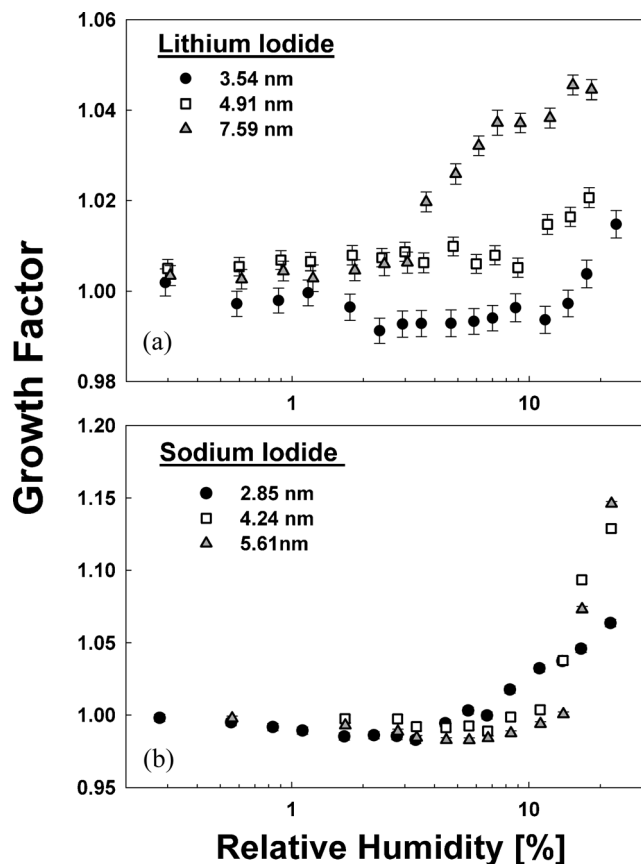 Growth Factor
1.06
1.04
1.02
1.00
0.98
Lithium Iodide
3.54 nm
4.91 nm
7.59 nm
(a)
1
10
1.20
1.15
1.10
1.05
1.00
0.95
Sodium Iodide
2.85 nm
4.24 nm
5.61nm
(b)
1
10
Relative Humidity [%]